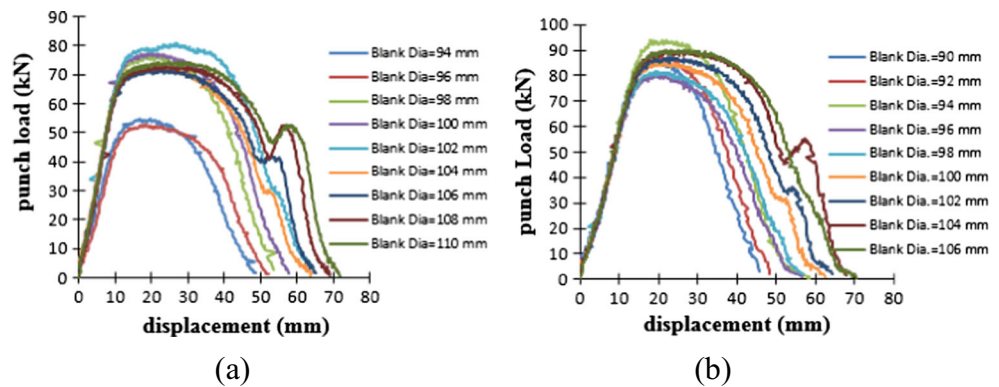 90
80
70
60
50
40
30
20
10
0
punch load (kN)
0 10 20 30 40 50 60 70 80
displacement (mm)
Blank Dia=94 mm
Blank Dia=96 mm
Blank Dia=98 mm
Blank Dia=100 mm
Blank Dia=102 mm
Blank Dia=104 mm
Blank Dia=106 mm
Blank Dia=108 mm
Blank Dia=110 mm
(a)
100
90
80
70
60
50
40
30
20
10
0
punch Load (kN)
0 10 20 30 40 50 60 70 80
displacement (mm)
Blank Dia.=90 mm
Blank Dia.=92 mm
Blank Dia.=94 mm
Blank Dia.=96 mm
Blank Dia.=98 mm
Blank Dia.=100 mm
Blank Dia.=102 mm
Blank Dia.=104 mm
Blank Dia.=106 mm
(b)